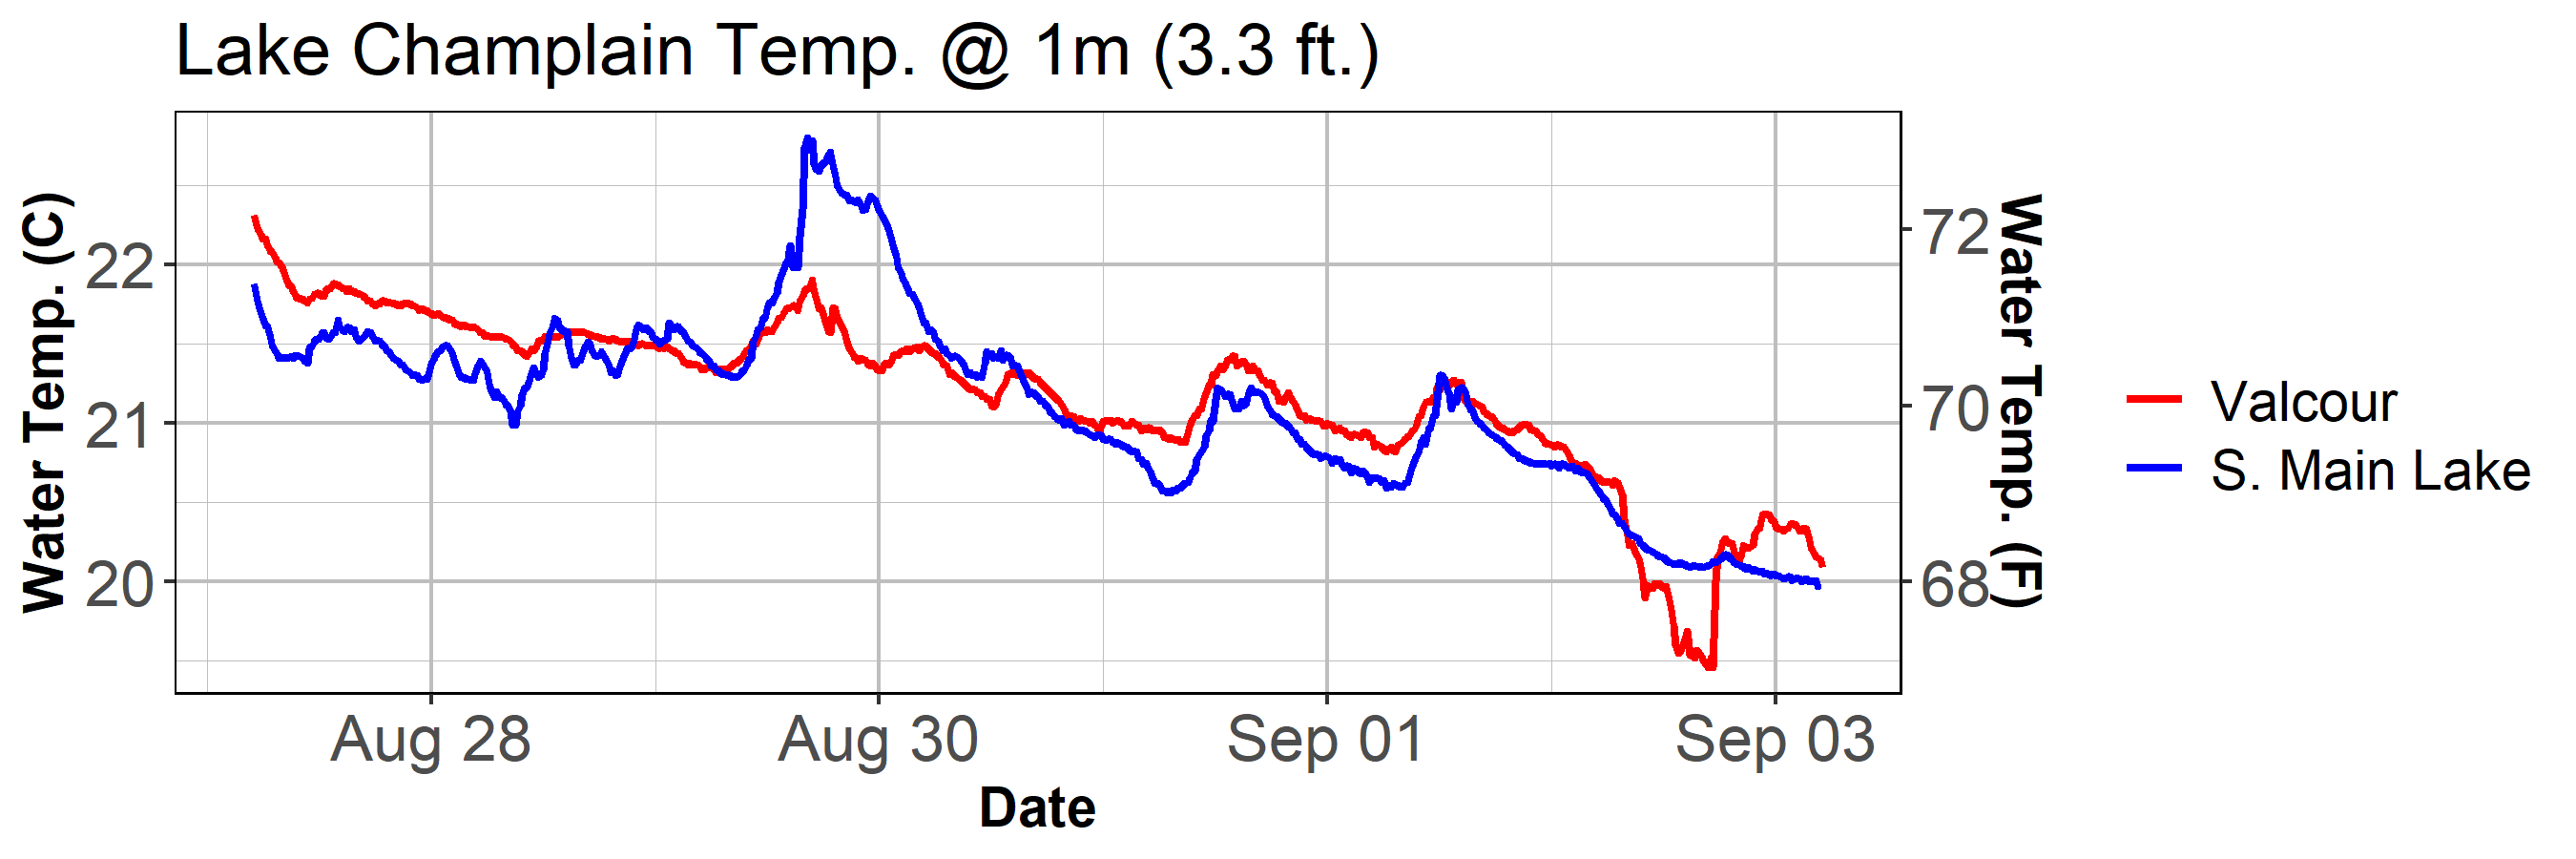 Lake Champlain Temp. @ 1m (3.3 ft.)
Water Temp. (C)
22
21
20
72
70
68
Water Temp. (F)
Aug 28
Aug 30
Sep 01
Sep 03
Date
Valcour
S. Main Lake